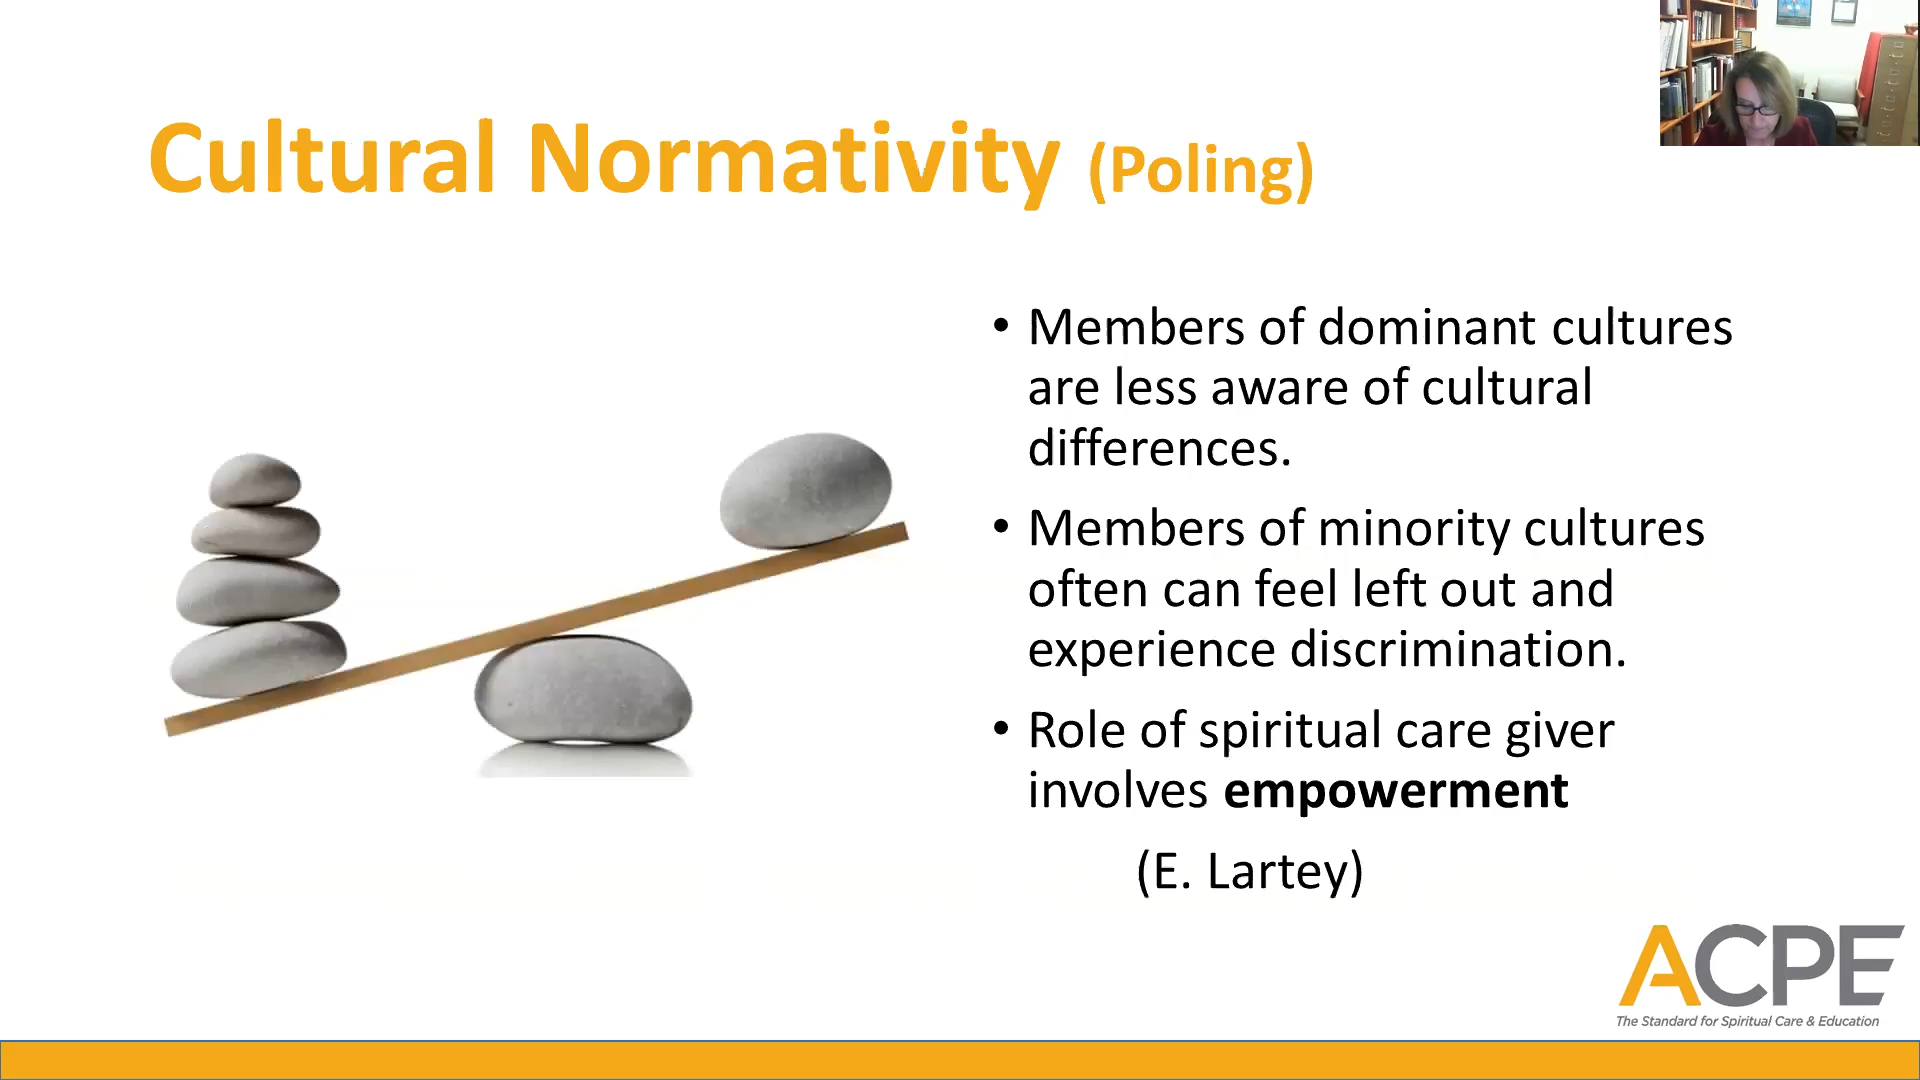 Cultural Normativity (Poling)
• Members of dominant cultures
are less aware of cultural
differences.
• Members of minority cultures
often can feel left out and
experience discrimination.
• Role of spiritual care giver
involves empowerment
(E. Lartey)
ACPE
The Standard for Spiritual Care & Education